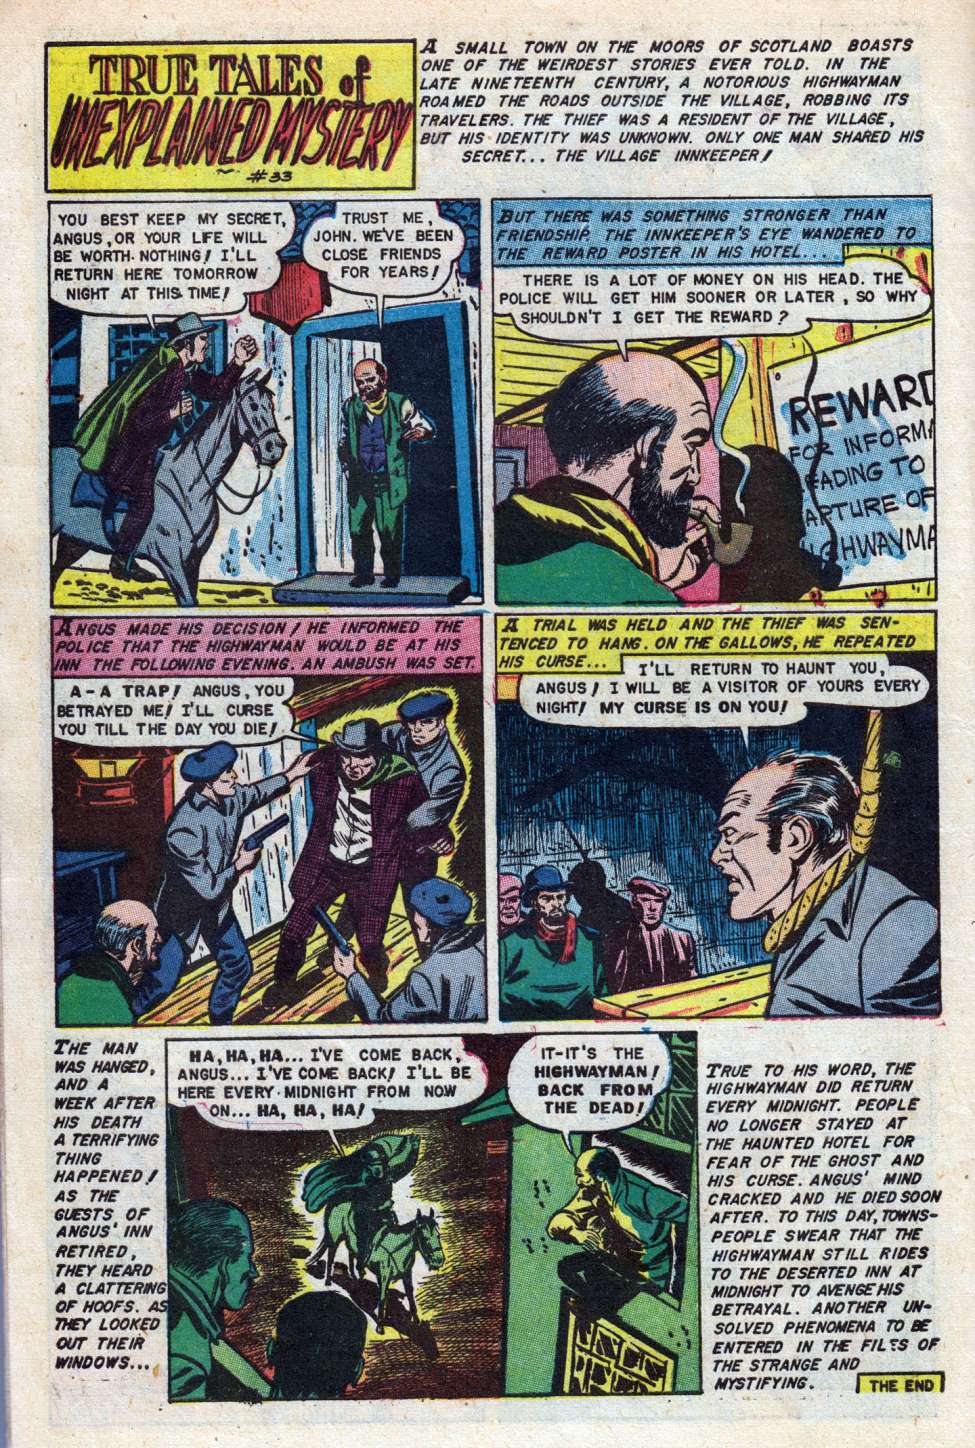 TRUE TALES of
UNEXPLAINED MYSTERY
#33
A SMALL TOWN ON THE MOORS OF SCOTLAND BOASTS
ONE OF THE WEIRDEST STORIES EVER TOLD. IN THE
LATE NINETEENTH CENTURY, A NOTORIOUS HIGHWAYMAN
ROAMED THE ROADS OUTSIDE THE VILLAGE, ROBBING ITS
TRAVELERS. THE THIEF WAS A RESIDENT OF THE VILLAGE,
BUT HIS IDENTITY WAS UNKNOWN. ONLY ONE MAN SHARED HIS
SECRET... THE VILLAGE INNKEEPER!
YOU BEST KEEP MY SECRET,
ANGUS, OR YOUR LIFE WILL
BE WORTH NOTHING! I'LL
RETURN HERE TOMORROW
NIGHT AT THIS TIME!
TRUST ME,
JOHN. WE'VE BEEN
CLOSE FRIENDS
FOR YEARS!
BUT THERE WAS SOMETHING STRONGER THAN
FRIENDSHIP. THE INNKEEPER'S EYE WANDERED TO
THE REWARD POSTER IN HIS HOTEL....
THERE IS A LOT OF MONEY ON HIS HEAD. THE
POLICE WILL GET HIM SOONER OR LATER, SO WHY
SHOULDN'T I GET THE REWARD?
REWARD
FOR INFORMA
EADING TO
APTURE OF
HIGHWAYMA
ANGUS MADE HIS DECISION! HE INFORMED THE
POLICE THAT THE HIGHWAYMAN WOULD BE AT HIS
INN THE FOLLOWING EVENING. AN AMBUSH WAS SET.
A-A TRAP! ANGUS, YOU
BETRAYED ME! I'LL CURSE
YOU TILL THE DAY YOU DIE!
A TRIAL WAS HELD AND THE THIEF WAS SEN-
TENCED TO HANG. ON THE GALLOWS, HE REPEATED
HIS CURSE...
I'LL RETURN TO HAUNT YOU,
ANGUS! I WILL BE A VISITOR OF YOURS EVERY
NIGHT! MY CURSE IS ON YOU!
THE MAN
WAS HANGED,
AND A
WEEK AFTER
HIS DEATH
A TERRIFYING
THING
HAPPENED!
AS THE
GUESTS OF
ANGUS' INN
RETIRED,
THEY HEARD
A CLATTERING
OF HOOFS. AS
THEY LOOKED
OUT THEIR
WINDOWS...
HA, HA, HA... I'VE COME BACK,
ANGUS... I'VE COME BACK! I'LL BE
HERE EVERY MIDNIGHT FROM NOW
ON... HA, HA, HA!
IT-IT'S THE
HIGHWAYMAN!
BACK FROM
THE DEAD!
TRUE TO HIS WORD, THE
HIGHWAYMAN DID RETURN
EVERY MIDNIGHT. PEOPLE
NO LONGER STAYED AT
THE HAUNTED HOTEL FOR
FEAR OF THE GHOST AND
HIS CURSE. ANGUS' MIND
CRACKED AND HE DIED SOON
AFTER. TO THIS DAY, TOWNS-
PEOPLE SWEAR THAT THE
HIGHWAYMAN STILL RIDES
TO THE DESERTED INN AT
MIDNIGHT TO AVENGE HIS
BETRAYAL. ANOTHER UN-
SOLVED PHENOMENA TO BE
ENTERED IN THE FILES OF
THE STRANGE AND
MYSTIFYING.
THE END